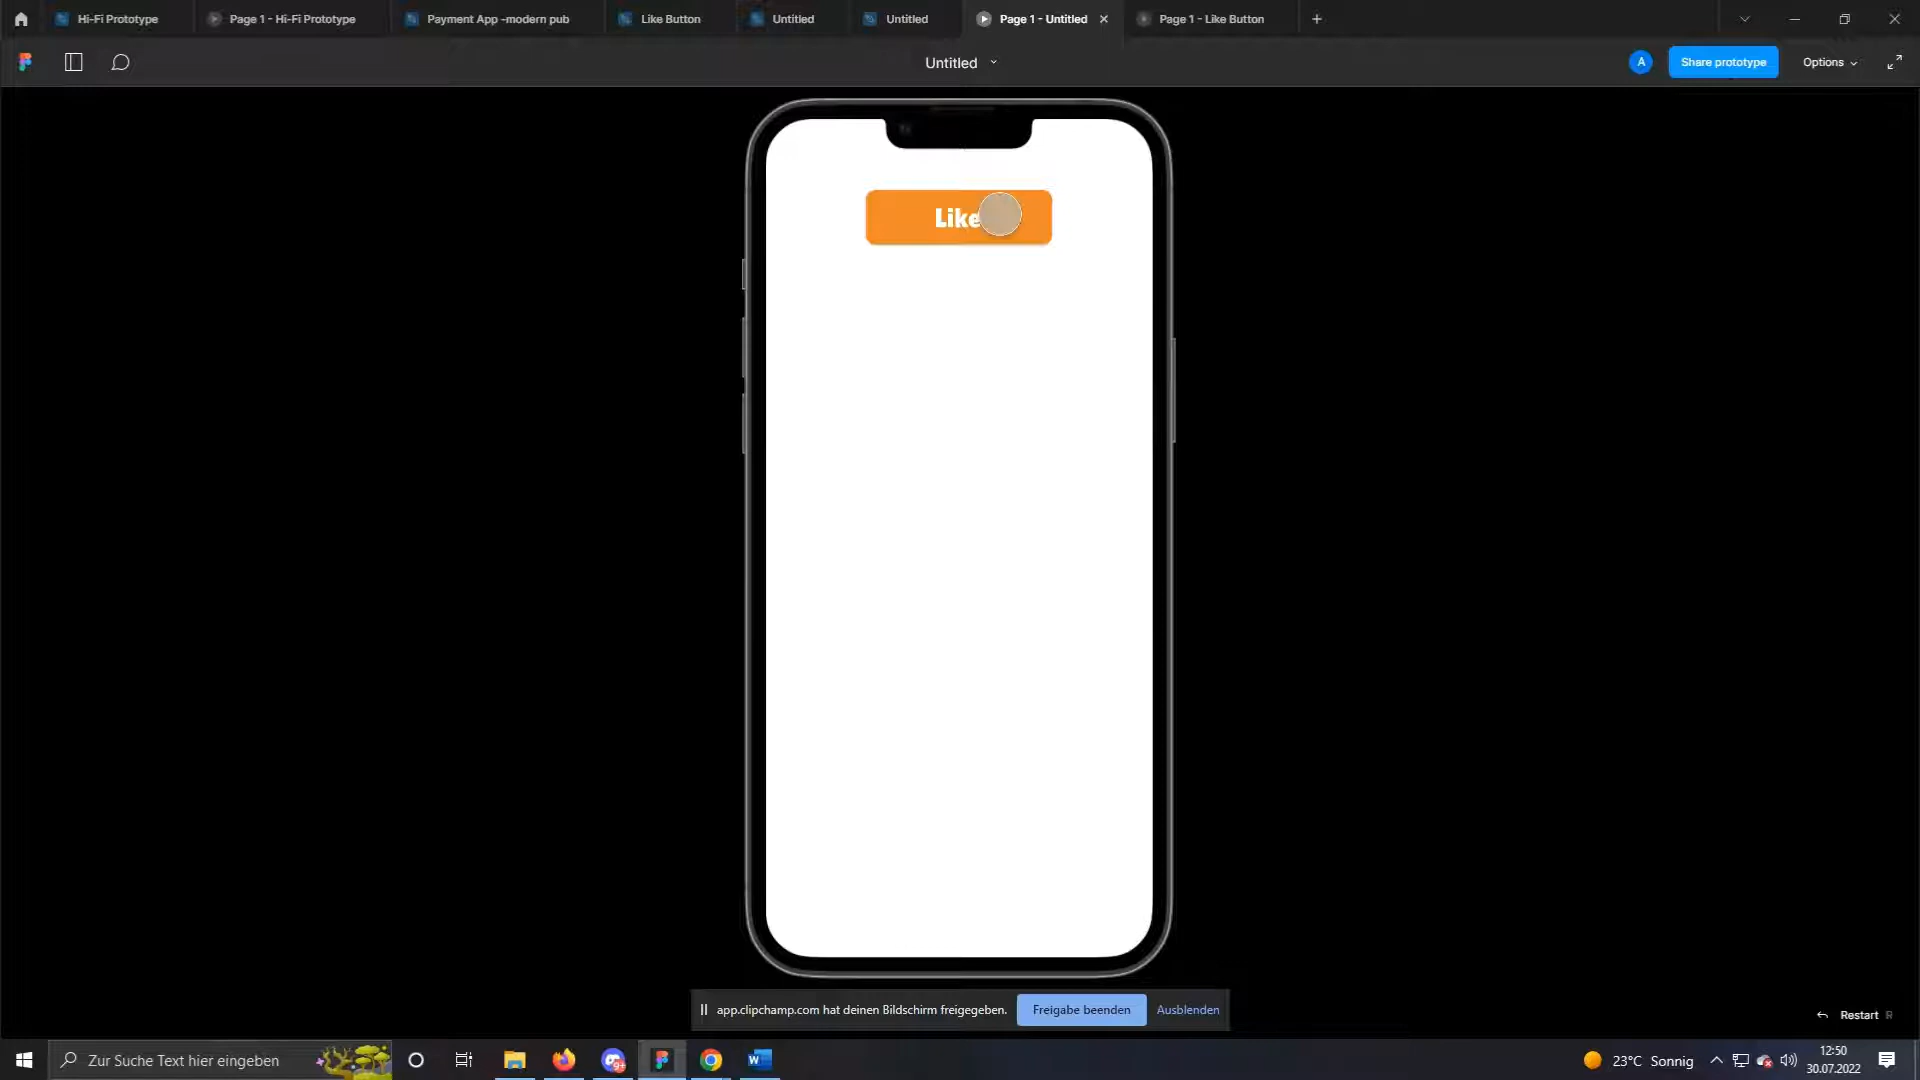 Hi-Fi Prototype
Page 1 - Hi-Fi Prototype
Payment App -modern pub
Like Button
Untitled
Untitled
Page 1 - Untitled
Page 1 - Like Button
Untitled
A
Share prototype
Options
Like
app.clipchamp.com hat deinen Bildschirm freigegeben.
Freigabe beenden
Ausblenden
Restart R
Zur Suche Text hier eingeben
9+
W
23°C Sonnig
12:50
30.07.2022